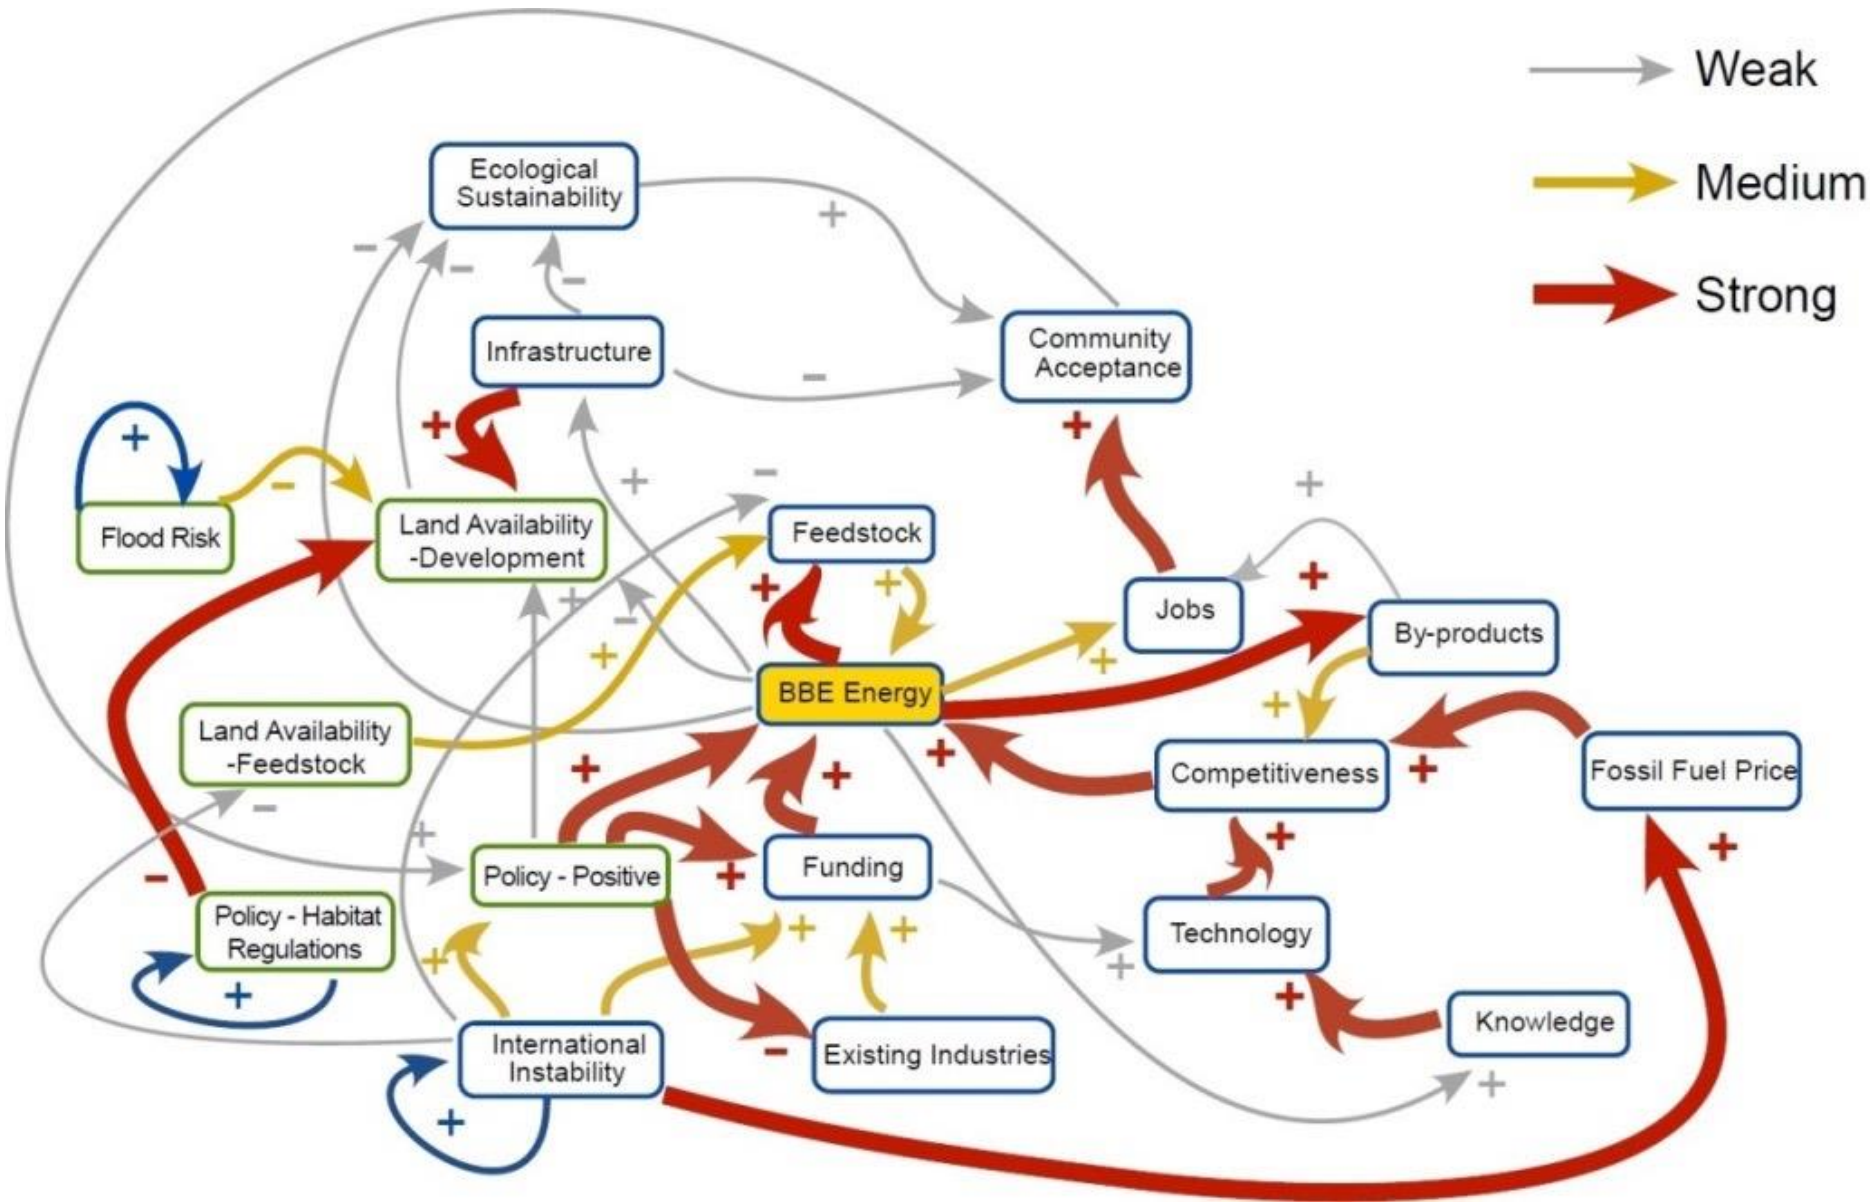 Weak
Medium
Strong
Ecological
Sustainability
Infrastructure
Community
Acceptance
Flood Risk
Land Availability
-Development
Feedstock
Jobs
By-products
BBE Energy
Land Availability
-Feedstock
Competitiveness
Fossil Fuel Price
Policy - Positive
Funding
Policy - Habitat
Regulations
Technology
Knowledge
International
Instability
Existing Industries